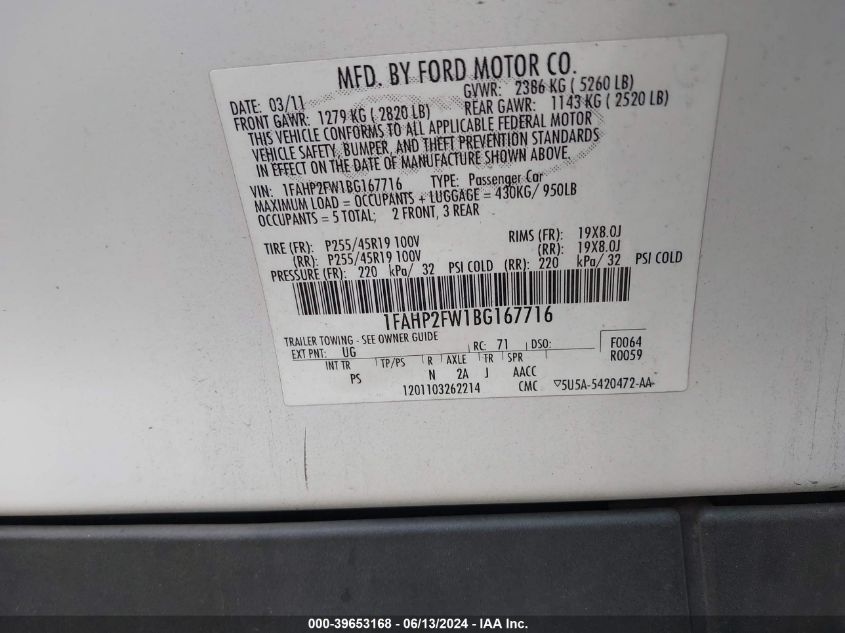 MFD. BY FORD MOTOR CO.
DATE: 03/11 GVWR: 2386 KG ( 5260 LB)
FRONT GAWR: 1279 KG ( 2820 LB) REAR GAWR: 1143 KG ( 2520 LB)
THIS VEHICLE CONFORMS TO ALL APPLICABLE FEDERAL MOTOR
VEHICLE SAFETY, BUMPER, AND THEFT PREVENTION STANDARDS
IN EFFECT ON THE DATE OF MANUFACTURE SHOWN ABOVE.
VIN: 1FAHP2FW1BG167716 TYPE: Passenger Car
MAXIMUM LOAD = OCCUPANTS + LUGGAGE = 430KG/ 950LB
OCCUPANTS = 5 TOTAL; 2 FRONT, 3 REAR
TIRE (FR): P255/45R19 100V RIMS (FR): 19X8.0J
(RR): P255/45R19 100V (RR): 19X8.0J
PRESSURE (FR): 220 kPa/ 32 PSI COLD (RR): 220 kPa/ 32 PSI COLD
1FAHP2FW1BG167716
TRAILER TOWING - SEE OWNER GUIDE
EXT PNT: UG RC: 71 DSO: F0064
INT TR TP/PS R AXLE TR SPR R0059
PS N 2A J AACC
1201103262214 CMC ▽5U5A-5420472-AA
000-39653168 - 06/13/2024 - IAA Inc.